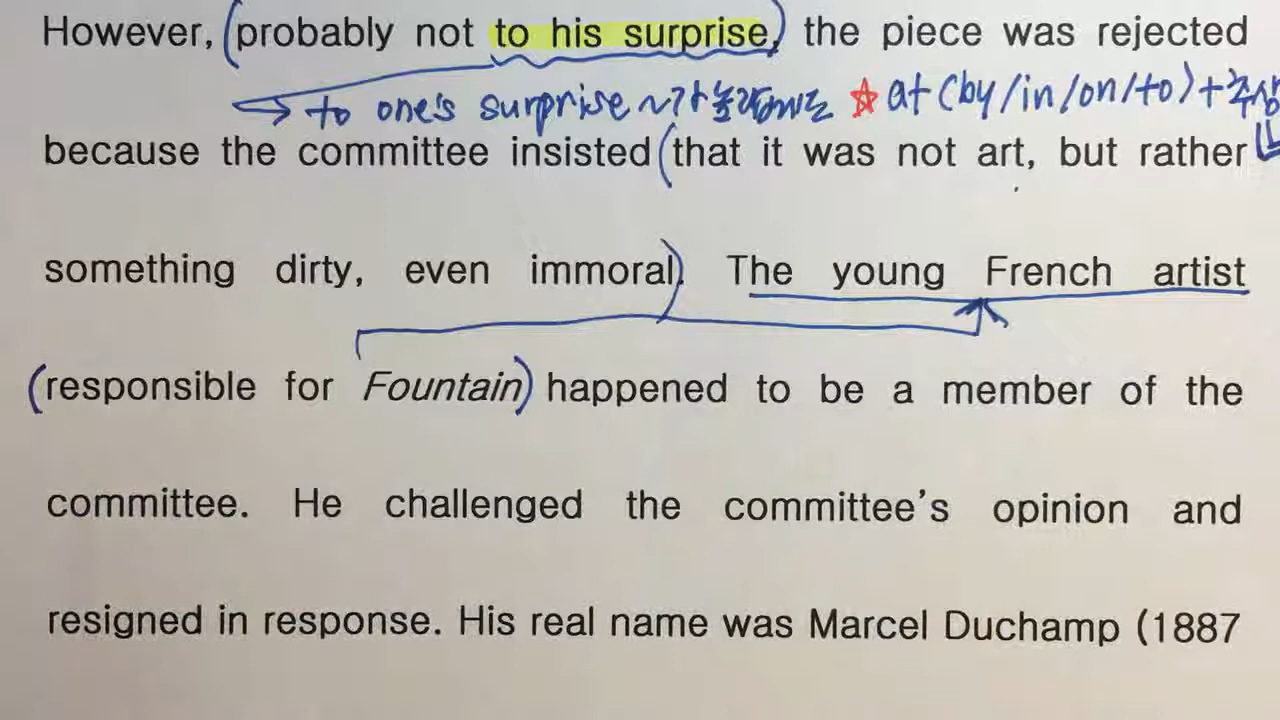 However, (probably not to his surprise,) the piece was rejected
→ to one's surprise ~가 놀라게도 ☆ at (by/in/on/to) + 추상
because the committee insisted (that it was not art, but rather
something dirty, even immoral). The young French artist
(responsible for Fountain) happened to be a member of the
committee. He challenged the committee’s opinion and
resigned in response. His real name was Marcel Duchamp (1887